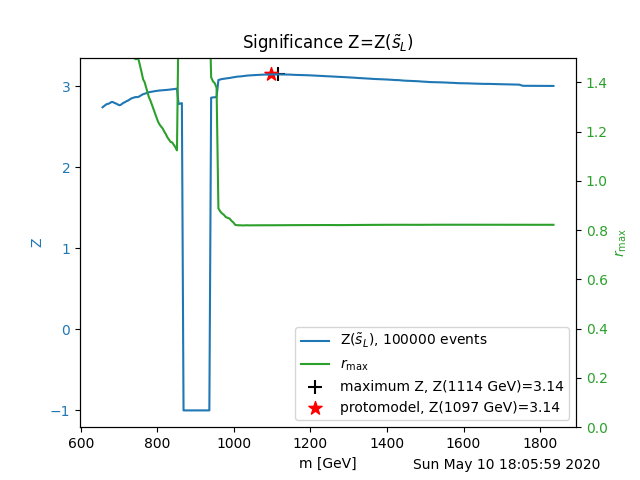 Significance Z=Z(s̃_L)
3
2
1
0
−1
Z
1.4
1.2
1.0
0.8
0.6
0.4
0.2
0.0
r_max
Z(s̃_L), 100000 events
r_max
maximum Z, Z(1114 GeV)=3.14
protomodel, Z(1097 GeV)=3.14
600 800 1000 1200 1400 1600 1800
m [GeV]
Sun May 10 18:05:59 2020